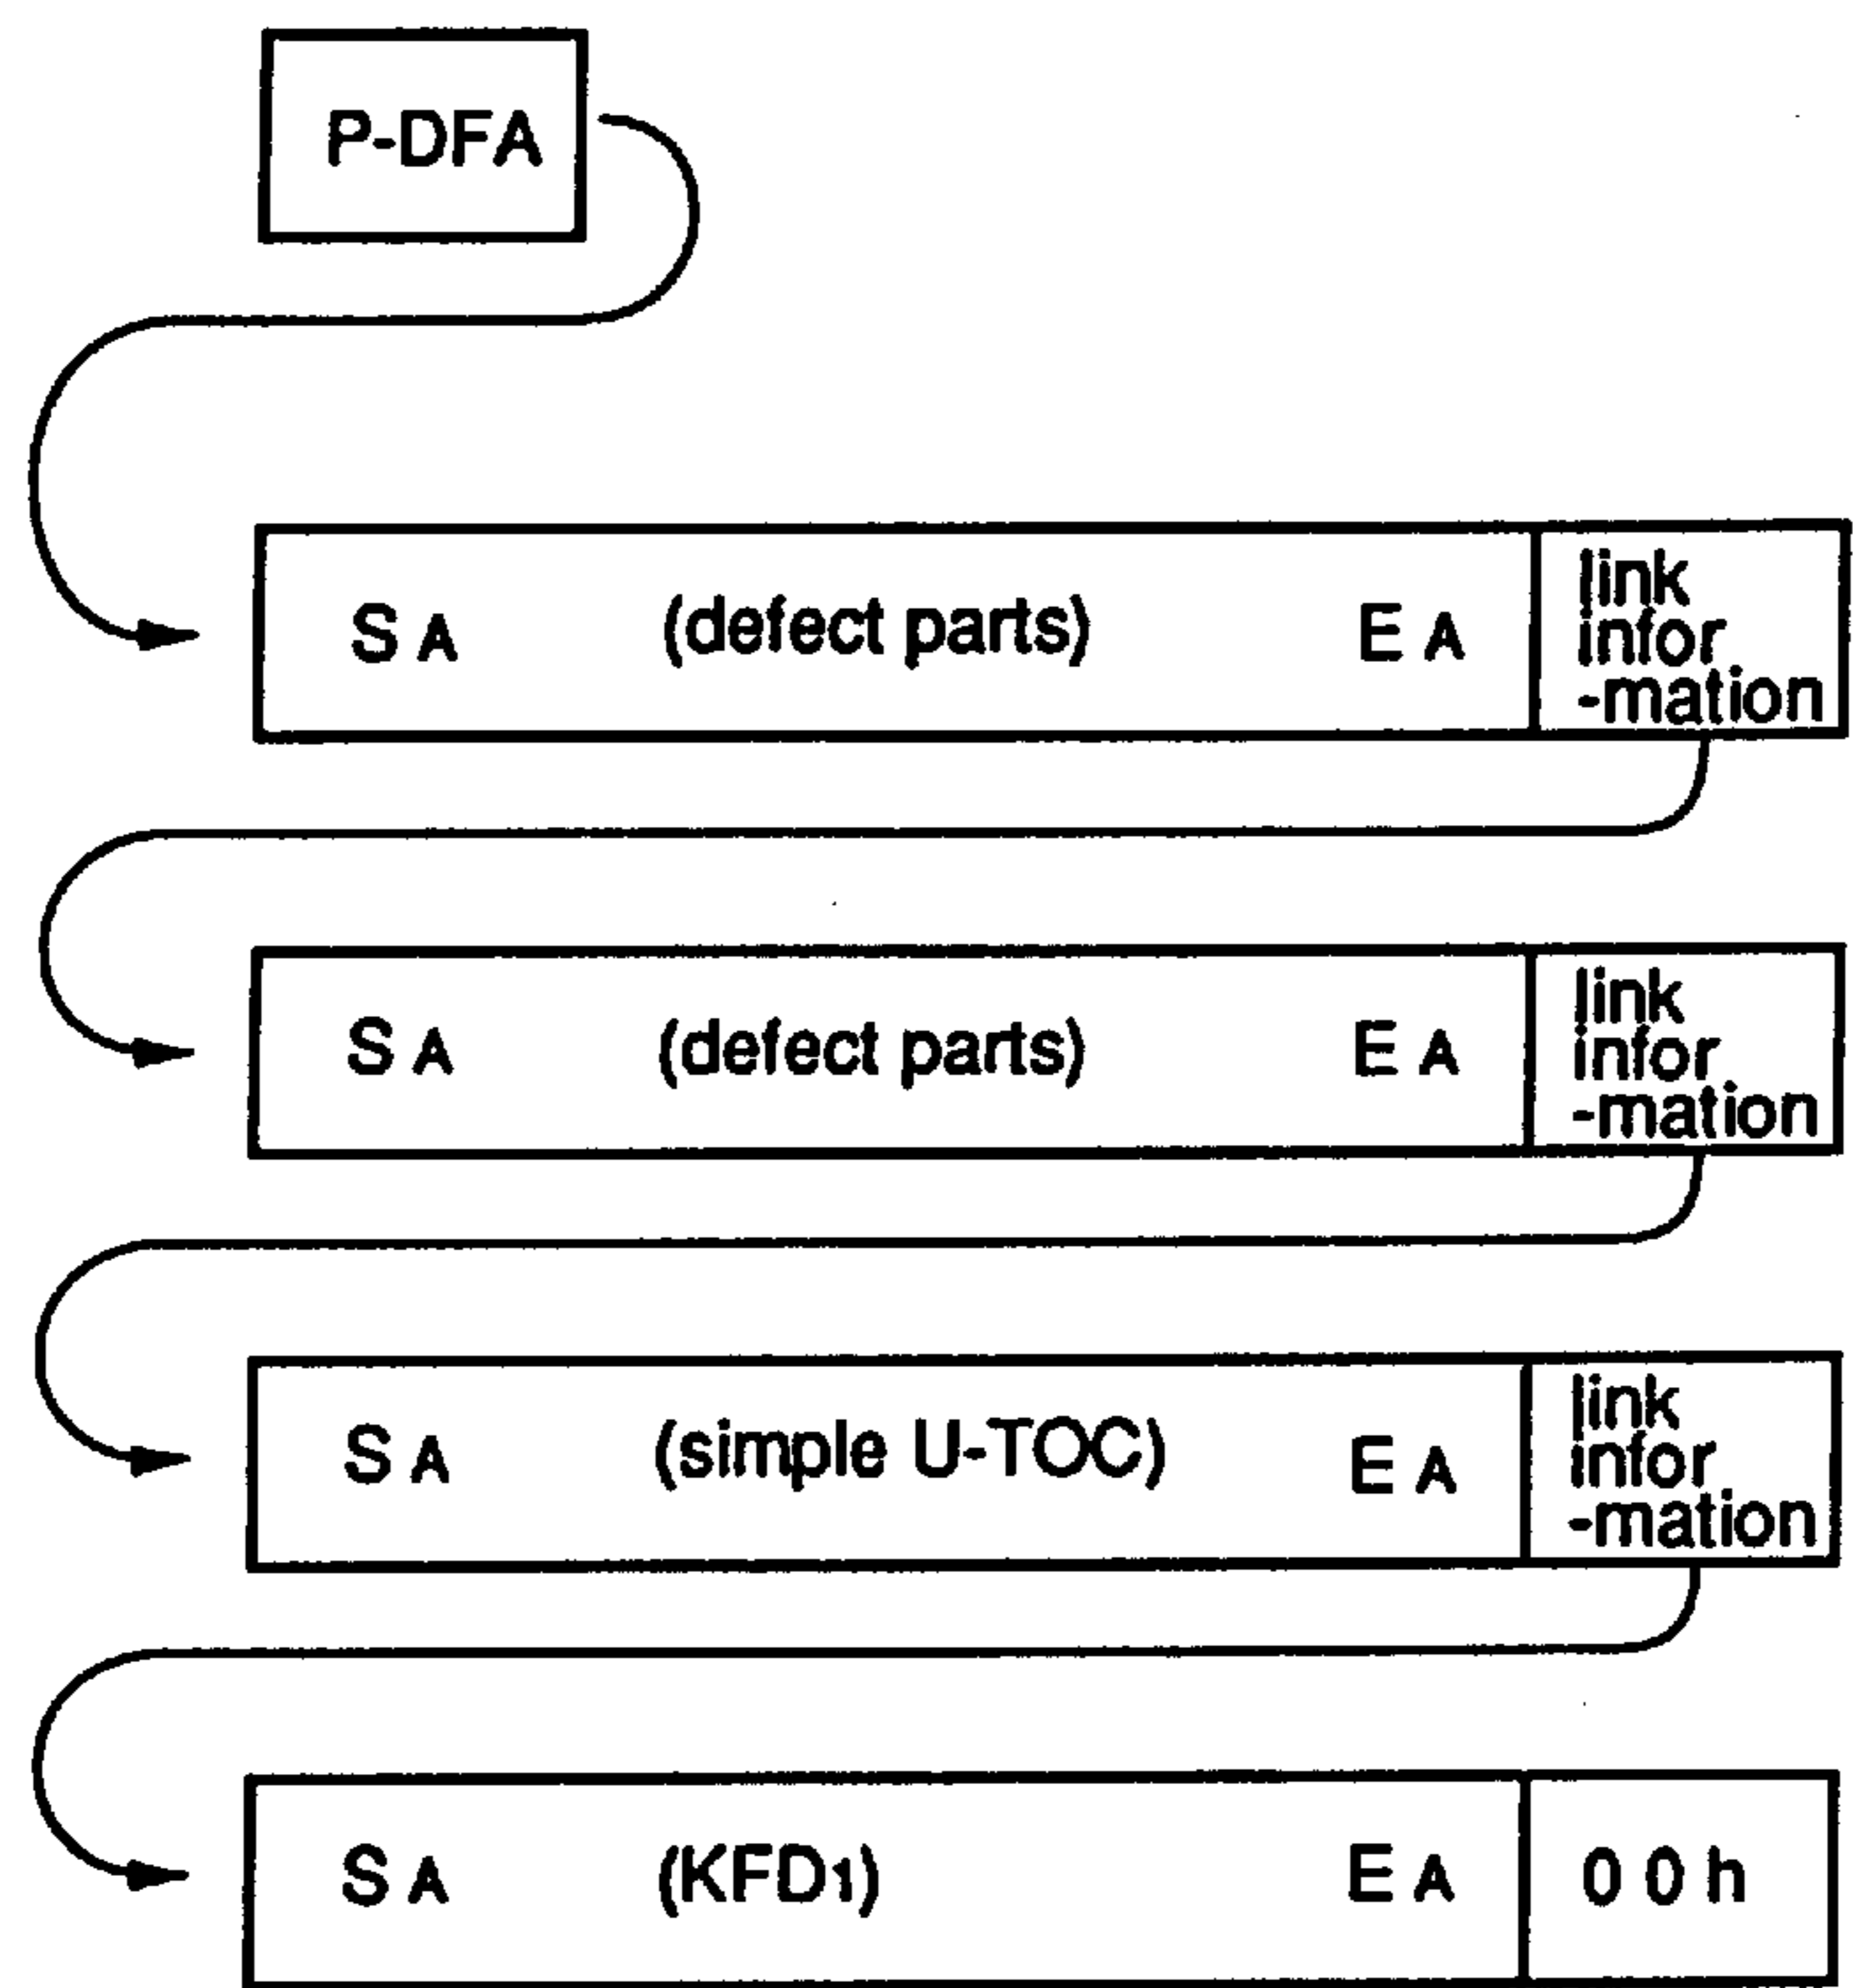 P-DFA
SA (defect parts) EA
link
infor
-mation
SA (defect parts) EA
link
infor
-mation
SA (simple U-TOC) EA
link
infor
-mation
SA (KFD1) EA 00h